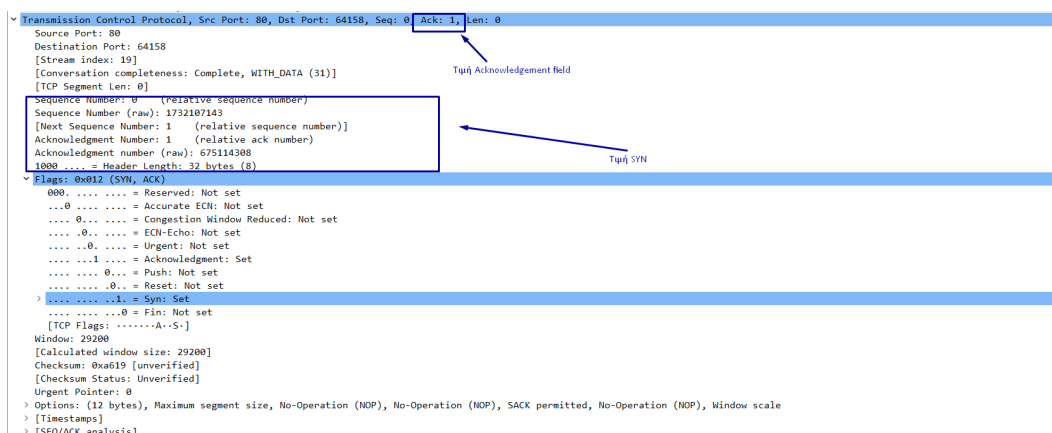 Transmission Control Protocol, Src Port: 80, Dst Port: 64158, Seq: 0, Ack: 1, Len: 0
Source Port: 80
Destination Port: 64158
[Stream index: 19]
Τιμή Acknowledgement field
[Conversation completeness: Complete, WITH_DATA (31)]
[TCP Segment Len: 0]
Sequence Number: 0 (relative sequence number)
Sequence Number (raw): 1732107143
[Next Sequence Number: 1 (relative sequence number)]
Acknowledgment Number: 1 (relative ack number)
Acknowledgment number (raw): 675114308
Τιμή SYN
1000 .... = Header Length: 32 bytes (8)
Flags: 0x012 (SYN, ACK)
000. .... .... = Reserved: Not set
...0 .... .... = Accurate ECN: Not set
.... 0... .... = Congestion Window Reduced: Not set
.... .0.. .... = ECN-Echo: Not set
.... ..0. .... = Urgent: Not set
.... ...1 .... = Acknowledgment: Set
.... .... 0... = Push: Not set
.... .... .0.. = Reset: Not set
.... .... ..1. = Syn: Set
.... .... ...0 = Fin: Not set
[TCP Flags: ·······A··S·]
Window: 29200
[Calculated window size: 29200]
Checksum: 0xa619 [unverified]
[Checksum Status: Unverified]
Urgent Pointer: 0
Options: (12 bytes), Maximum segment size, No-Operation (NOP), No-Operation (NOP), SACK permitted, No-Operation (NOP), Window scale
[Timestamps]
[SEQ/ACK analysis]